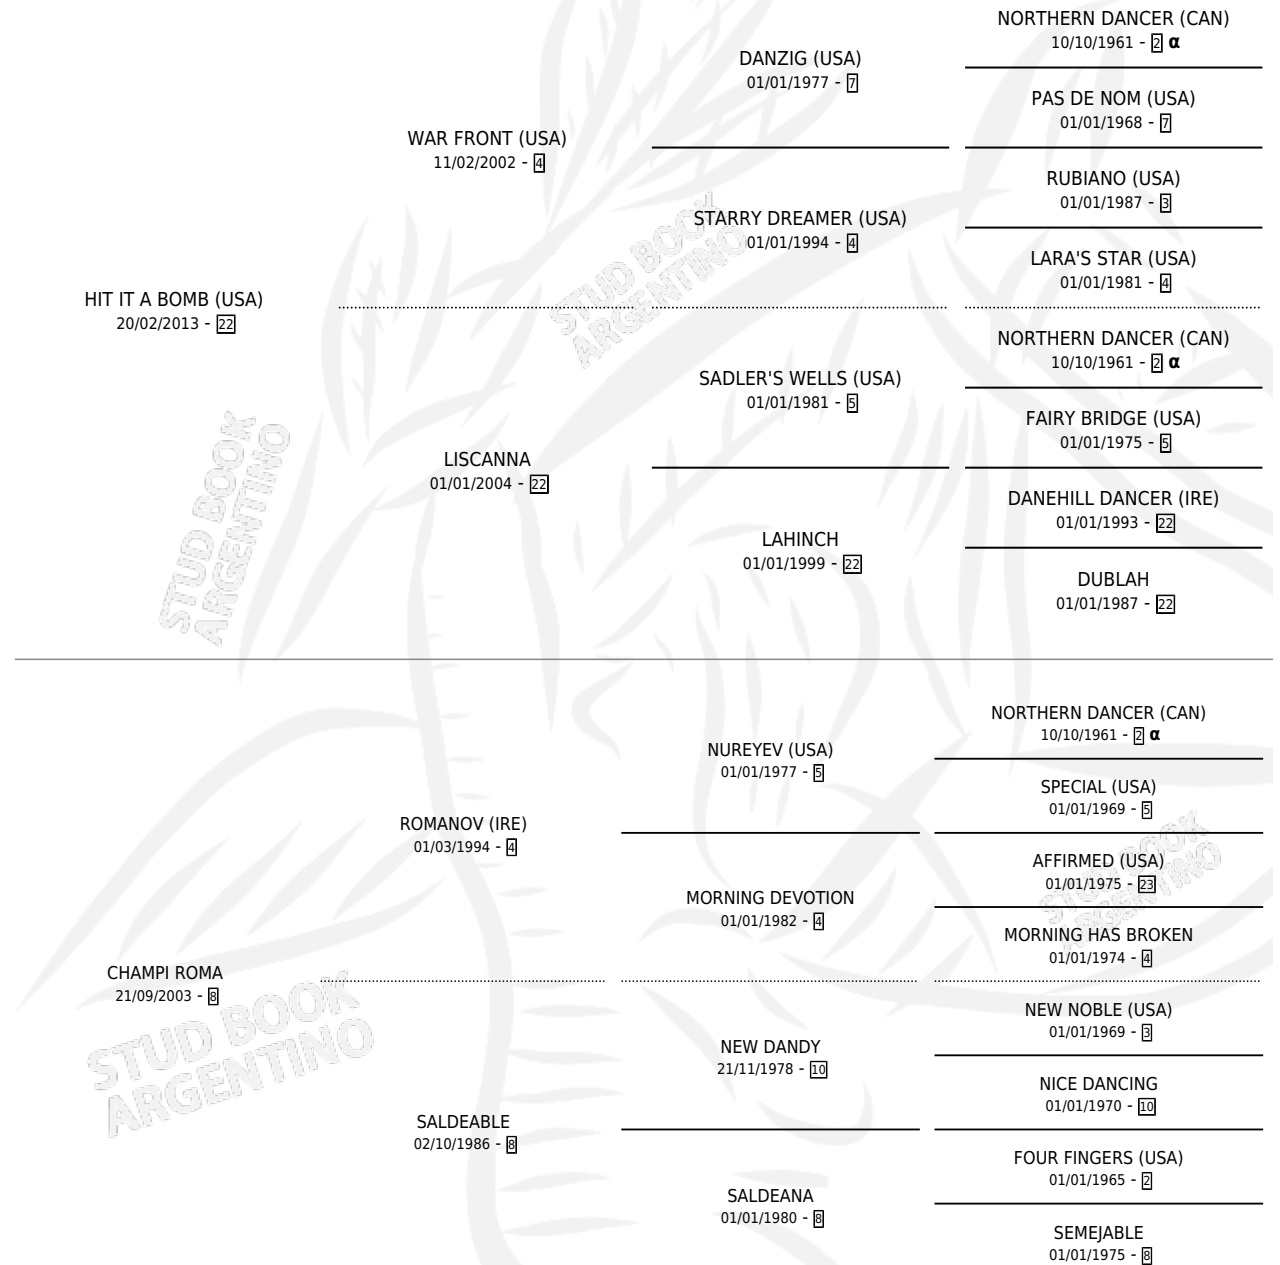 NORTHERN DANCER (CAN)
10/10/1961 - 2 α
DANZIG (USA)
01/01/1977 - 7
PAS DE NOM (USA)
01/01/1968 - 7
WAR FRONT (USA)
11/02/2002 - 4
RUBIANO (USA)
01/01/1987 - 3
STARRY DREAMER (USA)
01/01/1994 - 4
LARA'S STAR (USA)
01/01/1981 - 4
HIT IT A BOMB (USA)
20/02/2013 - 22
NORTHERN DANCER (CAN)
10/10/1961 - 2 α
SADLER'S WELLS (USA)
01/01/1981 - 5
FAIRY BRIDGE (USA)
01/01/1975 - 5
LISCANNA
01/01/2004 - 22
DANEHILL DANCER (IRE)
01/01/1993 - 22
LAHINCH
01/01/1999 - 22
DUBLAH
01/01/1987 - 22
NORTHERN DANCER (CAN)
10/10/1961 - 2 α
NUREYEV (USA)
01/01/1977 - 5
SPECIAL (USA)
01/01/1969 - 5
ROMANOV (IRE)
01/03/1994 - 4
AFFIRMED (USA)
01/01/1975 - 23
MORNING DEVOTION
01/01/1982 - 4
MORNING HAS BROKEN
01/01/1974 - 4
CHAMPI ROMA
21/09/2003 - 8
NEW NOBLE (USA)
01/01/1969 - 3
NEW DANDY
21/11/1978 - 10
NICE DANCING
01/01/1970 - 10
SALDEABLE
02/10/1986 - 8
FOUR FINGERS (USA)
01/01/1965 - 2
SALDEANA
01/01/1980 - 8
SEMEJABLE
01/01/1975 - 8
STUD BOOK
ARGENTINO
STUD BOOK
ARGENTINO
STUD BOOK
ARGENTINO
STUD BOOK
ARGENTINO